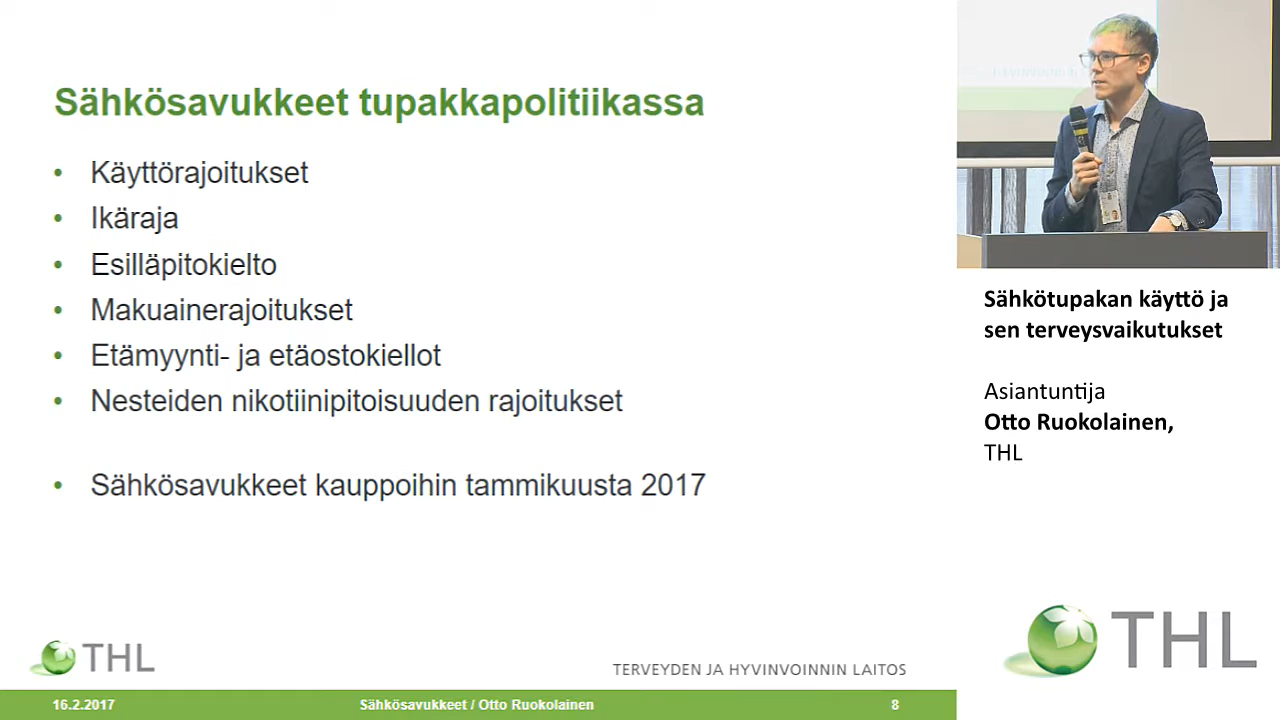 Sähkösavukkeet tupakkapolitiikassa
• Käyttörajoitukset
• Ikäraja
• Esilläpitokielto
• Makuainerajoitukset
• Etämyynti- ja etäostokiellot
• Nesteiden nikotiinipitoisuuden rajoitukset
• Sähkösavukkeet kauppoihin tammikuusta 2017
THL
TERVEYDEN JA HYVINVOINNIN LAITOS
16.2.2017
Sähkösavukkeet / Otto Ruokolainen
8
Sähkötupakan käyttö ja
sen terveysvaikutukset
Asiantuntija
Otto Ruokolainen,
THL
THL